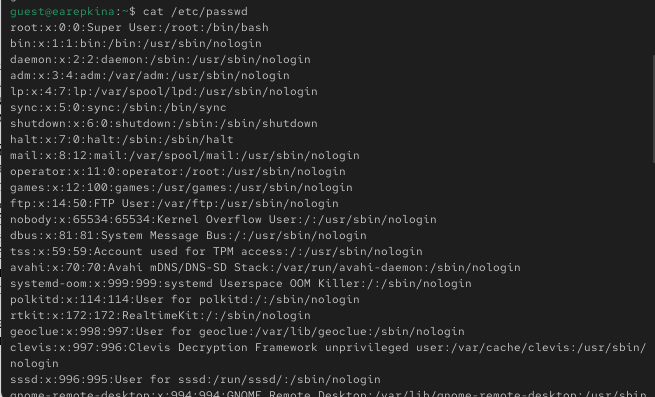 guest@earepkina:~$ cat /etc/passwd
root:x:0:0:Super User:/root:/bin/bash
bin:x:1:1:bin:/bin:/usr/sbin/nologin
daemon:x:2:2:daemon:/sbin:/usr/sbin/nologin
adm:x:3:4:adm:/var/adm:/usr/sbin/nologin
lp:x:4:7:lp:/var/spool/lpd:/usr/sbin/nologin
sync:x:5:0:sync:/sbin:/bin/sync
shutdown:x:6:0:shutdown:/sbin:/sbin/shutdown
halt:x:7:0:halt:/sbin:/sbin/halt
mail:x:8:12:mail:/var/spool/mail:/usr/sbin/nologin
operator:x:11:0:operator:/root:/usr/sbin/nologin
games:x:12:100:games:/usr/games:/usr/sbin/nologin
ftp:x:14:50:FTP User:/var/ftp:/usr/sbin/nologin
nobody:x:65534:65534:Kernel Overflow User:/:/usr/sbin/nologin
dbus:x:81:81:System Message Bus:/:/usr/sbin/nologin
tss:x:59:59:Account used for TPM access:/:/usr/sbin/nologin
avahi:x:70:70:Avahi mDNS/DNS-SD Stack:/var/run/avahi-daemon:/sbin/nologin
systemd-oom:x:999:999:systemd Userspace OOM Killer:/:/usr/sbin/nologin
polkitd:x:114:114:User for polkitd:/:/sbin/nologin
rtkit:x:172:172:RealtimeKit:/:/sbin/nologin
geoclue:x:998:997:User for geoclue:/var/lib/geoclue:/sbin/nologin
clevis:x:997:996:Clevis Decryption Framework unprivileged user:/var/cache/clevis:/usr/sbin/
nologin
sssd:x:996:995:User for sssd:/run/sssd/:/sbin/nologin
gnome-remote-desktop:x:994:994:GNOME Remote Desktop:/var/lib/gnome-remote-desktop:/usr/sbin